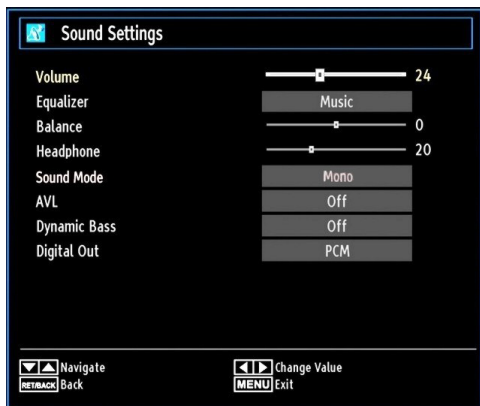 Sound Settings
Volume 24
Equalizer Music
Balance 0
Headphone 20
Sound Mode Mono
AVL Off
Dynamic Bass Off
Digital Out PCM
Navigate Change Value
RET/BACK Back MENU Exit